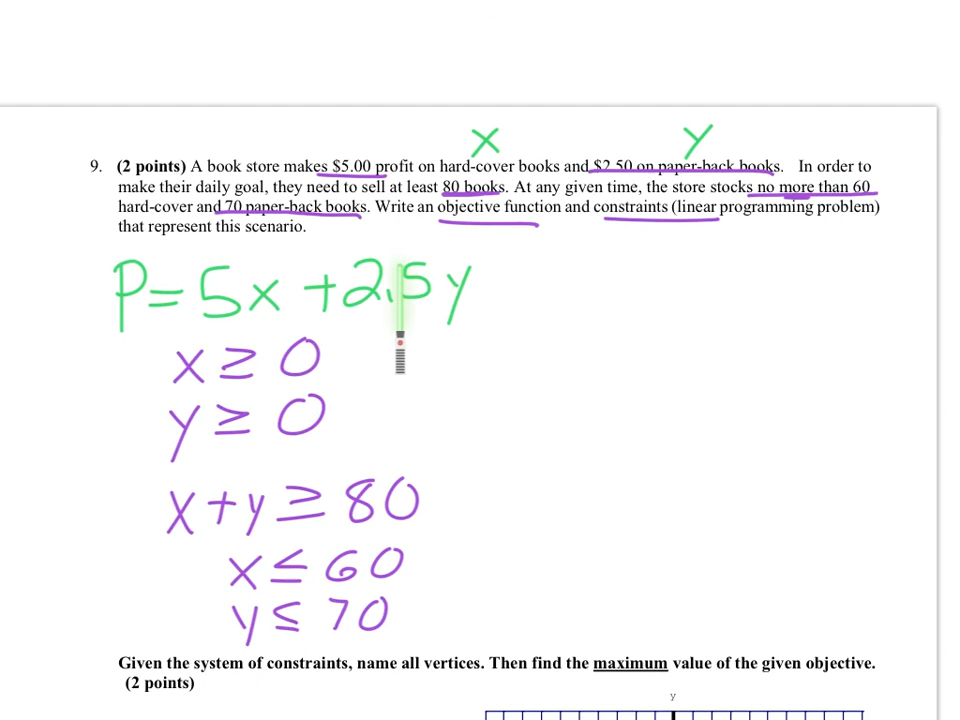 X Y
9. (2 points) A book store makes $5.00 profit on hard-cover books and $2.50 on paper-back books. In order to
make their daily goal, they need to sell at least 80 books. At any given time, the store stocks no more than 60
hard-cover and 70 paper-back books. Write an objective function and constraints (linear programming problem)
that represent this scenario.
P=5x+2.5y
x≥0
y≥0
x+y≥80
x≤60
y≤70
Given the system of constraints, name all vertices. Then find the maximum value of the given objective.
(2 points)
y